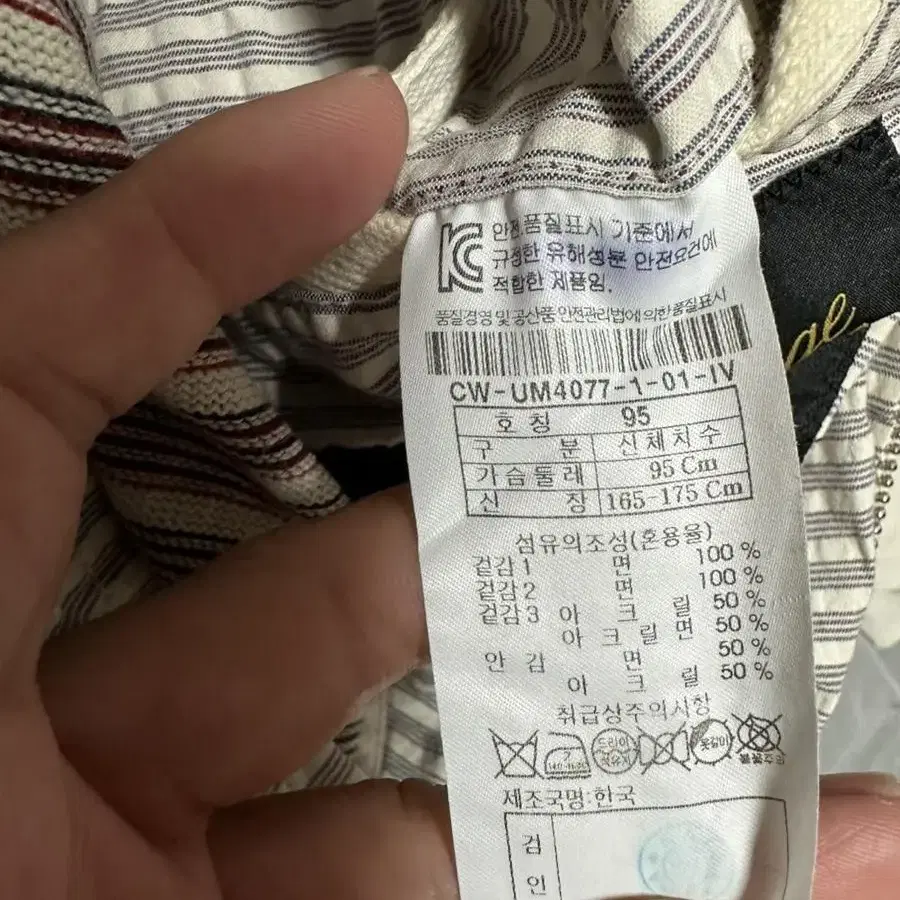 안전.품질표시 기준에서
규정한 유해성분 안전요건에
적합한 제품임.
품질경영 및 공산품 안전관리법에 의한 품질표시
CW-UM4077-1-01-IV
호 칭 95
구 분 신체치수
가슴둘레 95 Cm
신 장 165-175 Cm
섬유의조성(혼용율)
겉감1 면 100 %
겉감2 면 100 %
겉감3 아 크 릴 50 %
아 크 릴 면 50 %
안 감 면 50 %
아 크 릴 50 %
취급상주의사항
드라이
옷걸이
제조국명:한국
검
인